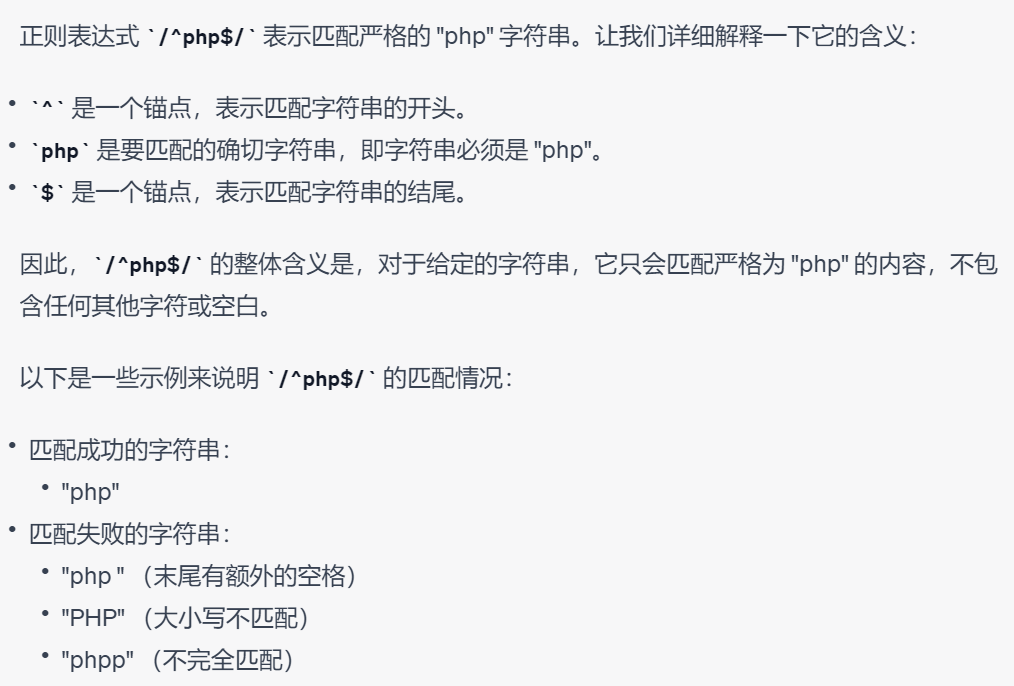 正则表达式 `/^php$/` 表示匹配严格的 "php" 字符串。让我们详细解释一下它的含义：
• `^` 是一个锚点，表示匹配字符串的开头。
• `php` 是要匹配的确切字符串，即字符串必须是 "php"。
• `$` 是一个锚点，表示匹配字符串的结尾。
因此，`/^php$/` 的整体含义是，对于给定的字符串，它只会匹配严格为 "php" 的内容，不包
含任何其他字符或空白。
以下是一些示例来说明 `/^php$/` 的匹配情况：
• 匹配成功的字符串：
• "php"
• 匹配失败的字符串：
• "php " （末尾有额外的空格）
• "PHP" （大小写不匹配）
• "phpp" （不完全匹配）